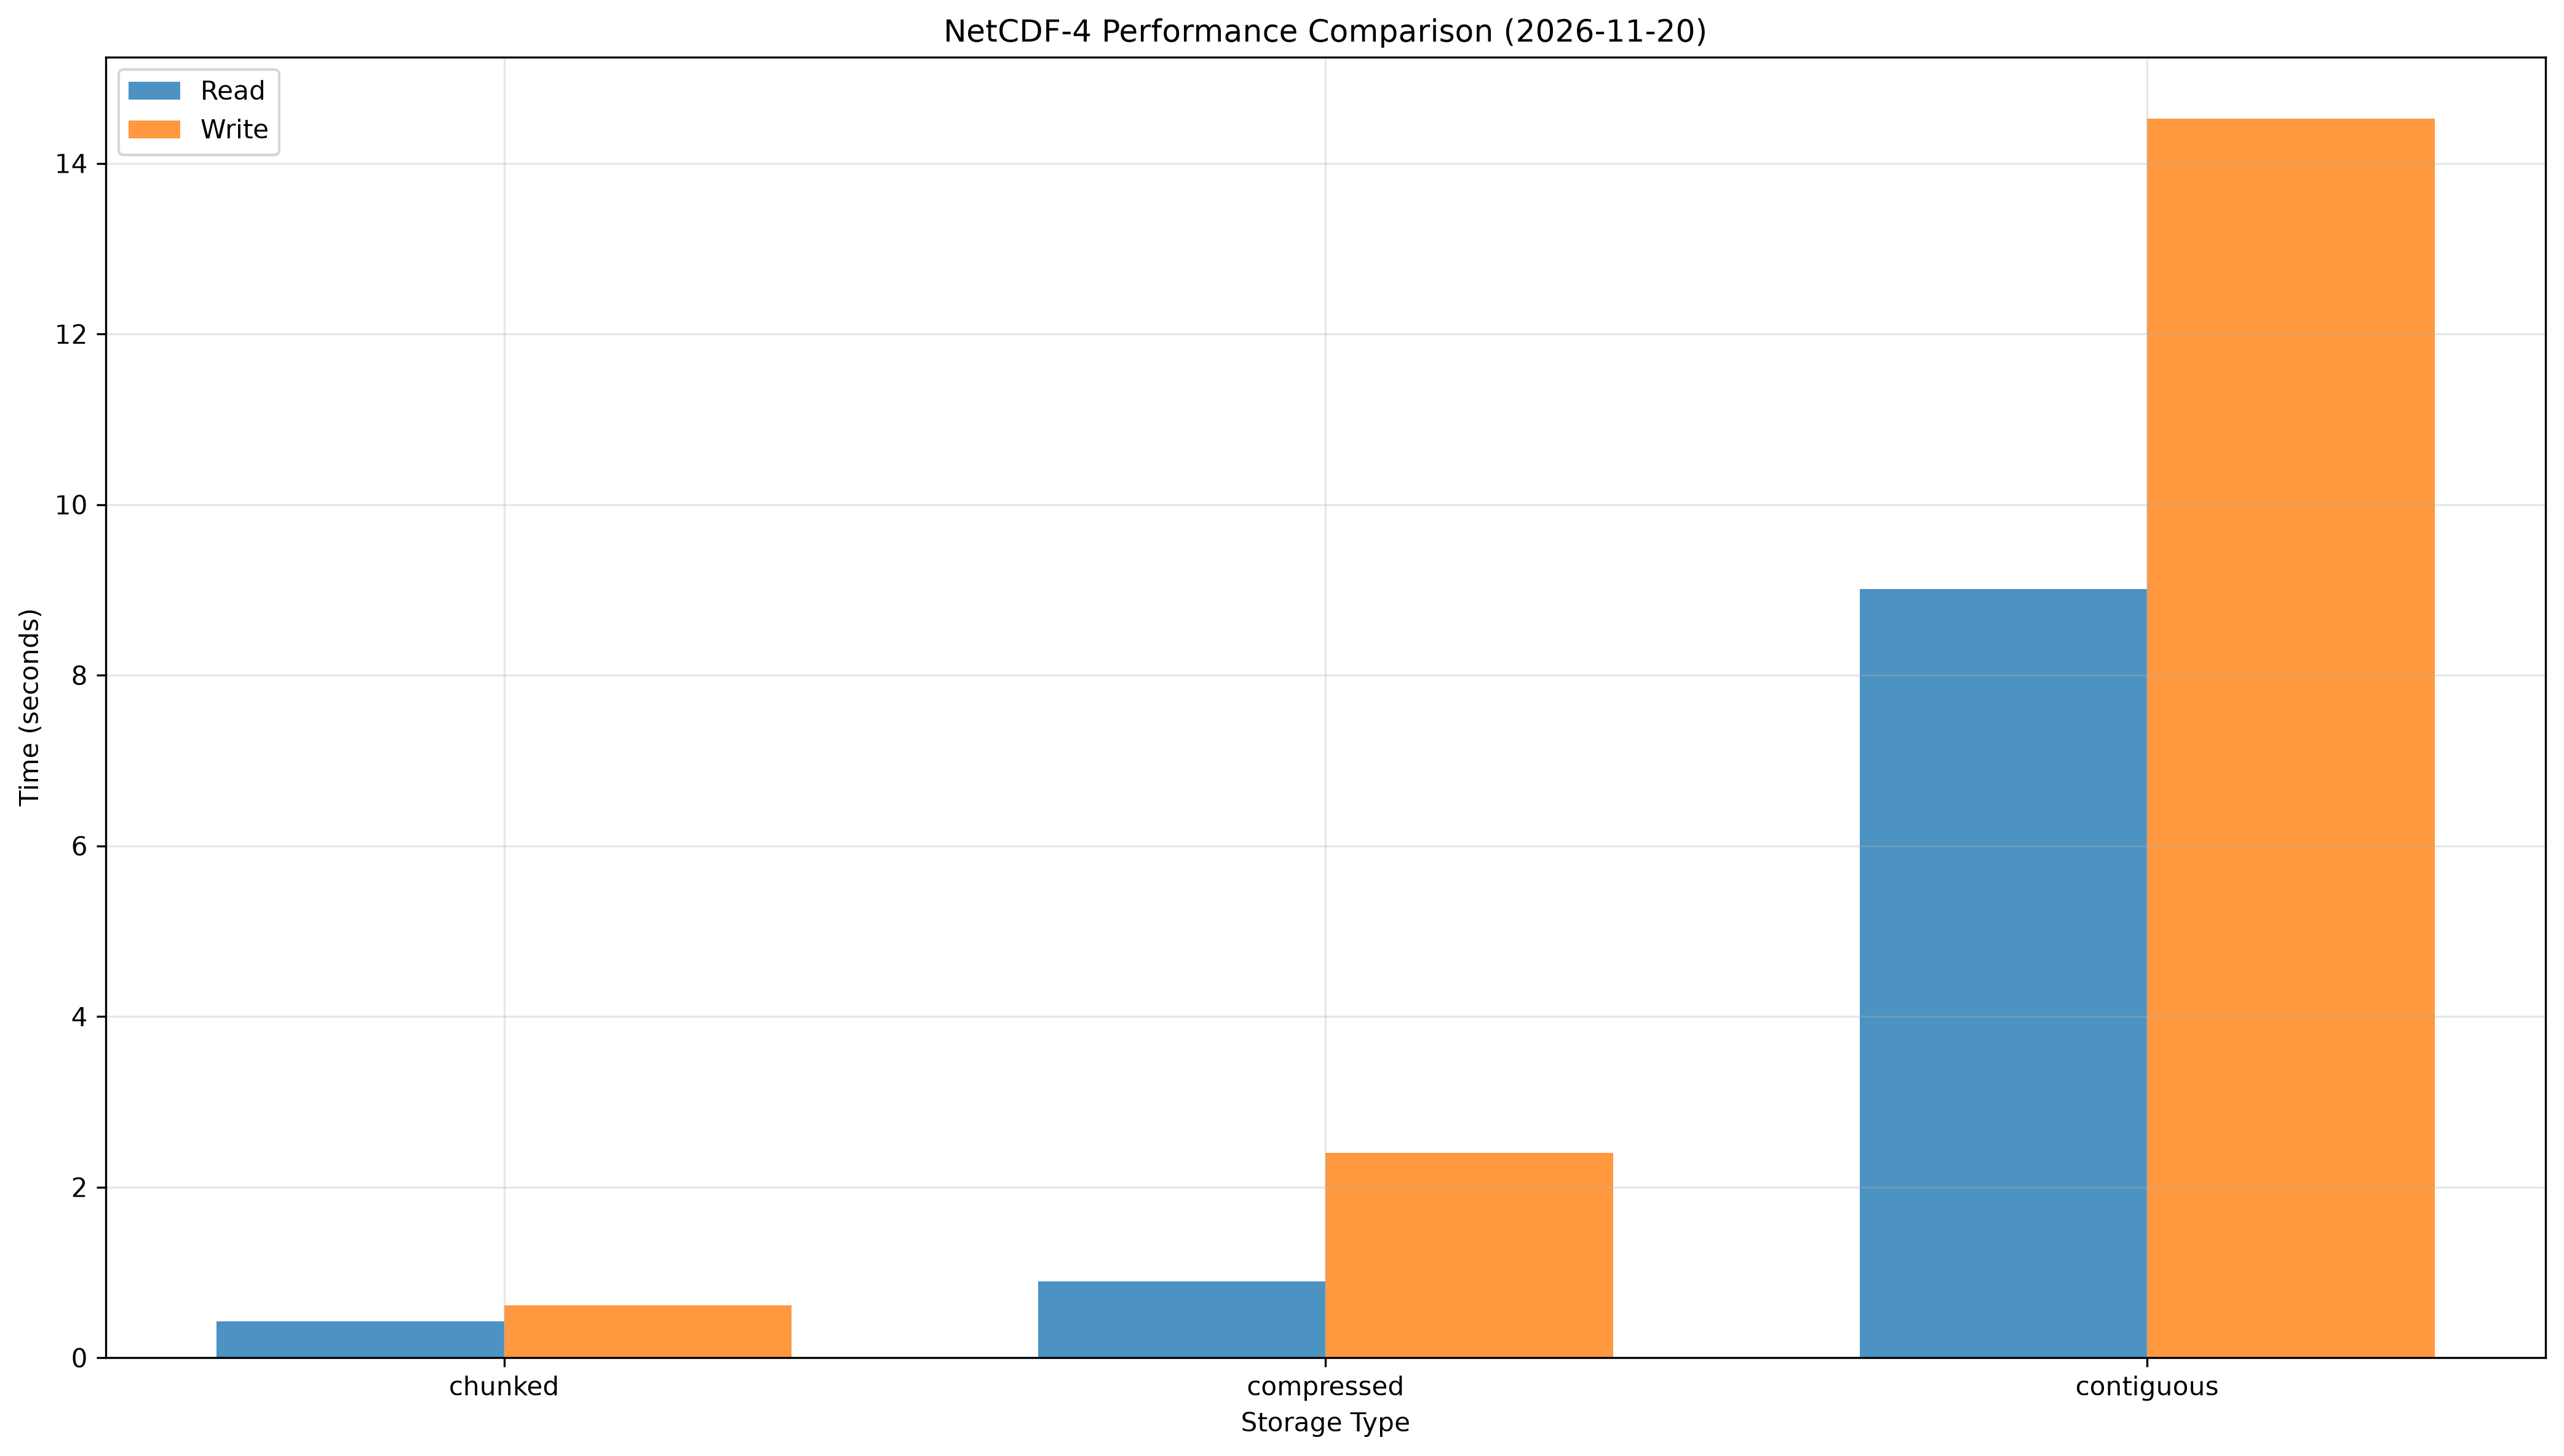 NetCDF-4 Performance Comparison (2026-11-20)
Read
Write
14
12
10
8
6
4
2
0
Time (seconds)
chunked compressed contiguous
Storage Type